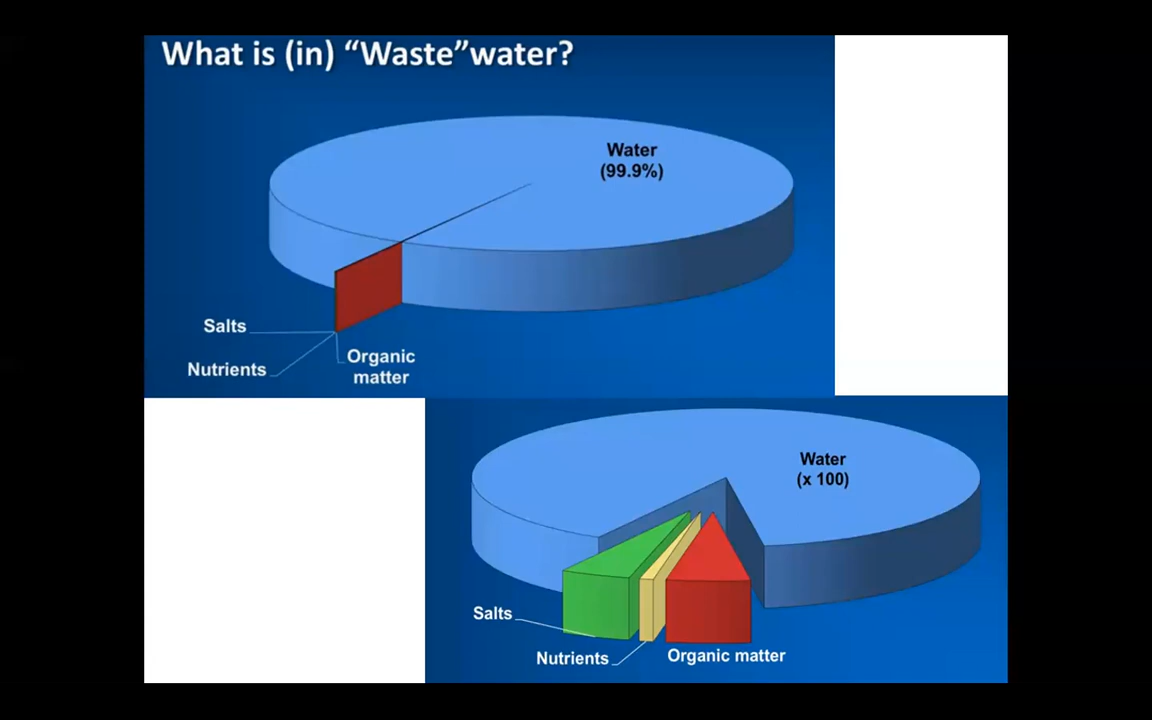 What is (in) “Waste”water?
Water
(99.9%)
Salts
Nutrients
Organic
matter
Water
(x 100)
Salts
Nutrients
Organic matter